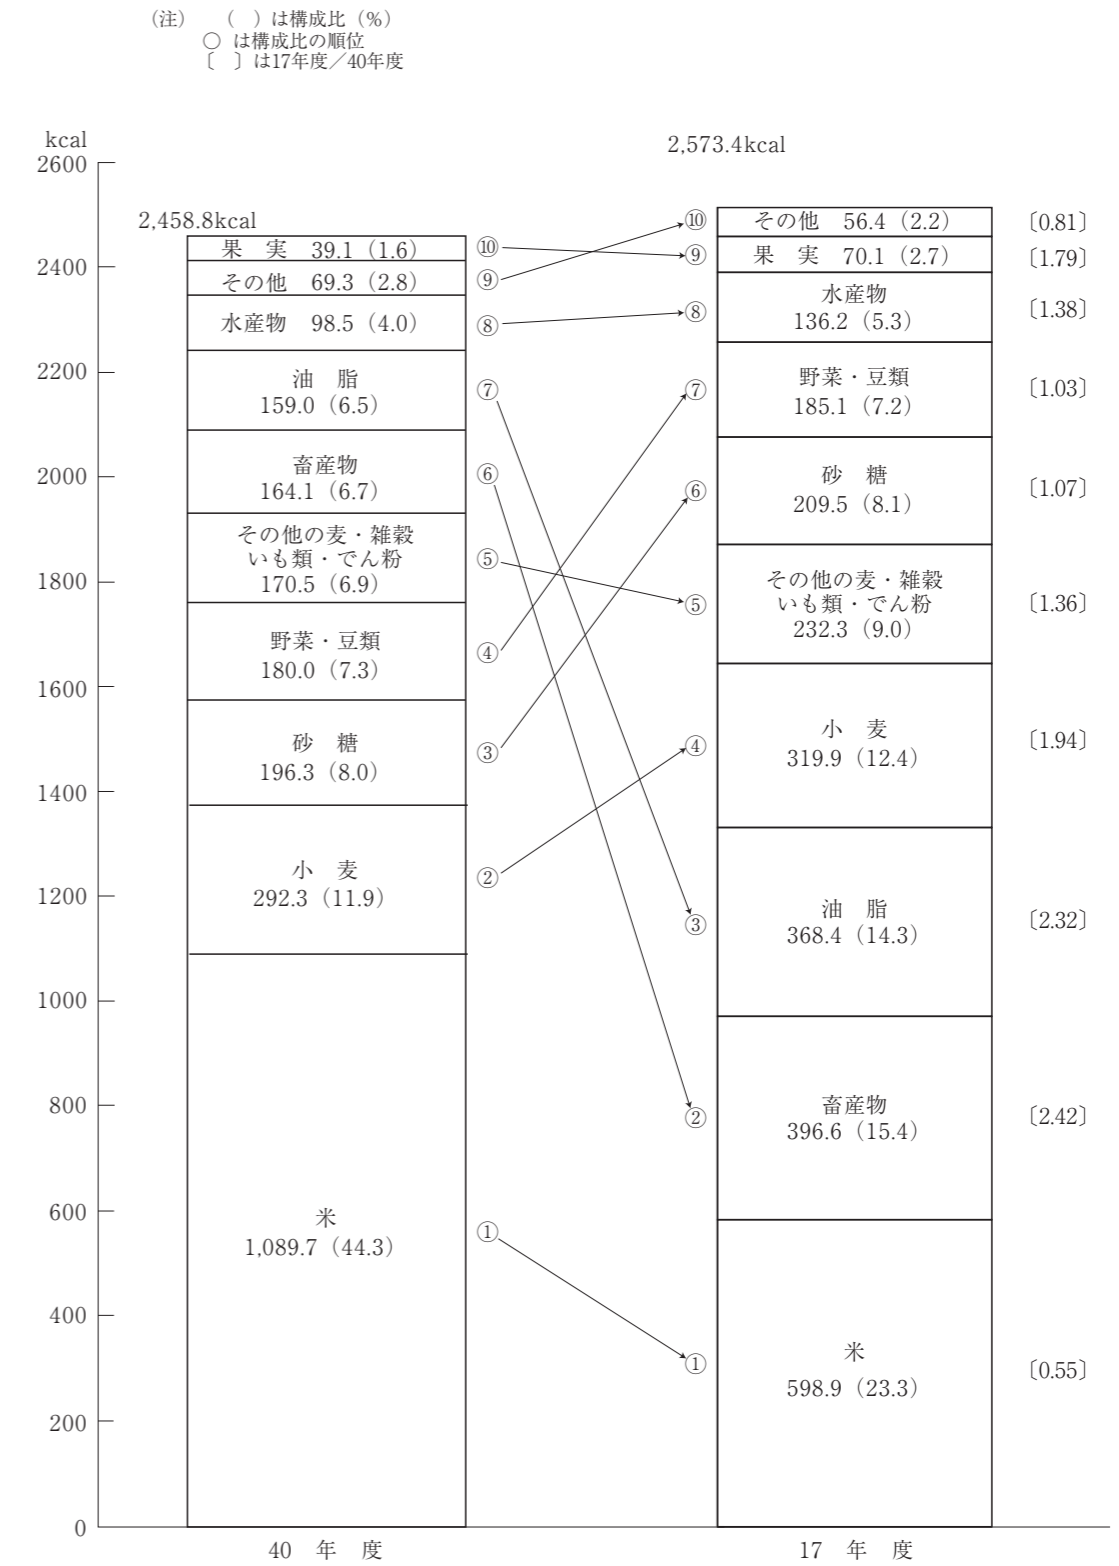 (注) ( )は構成比(%)
○ は構成比の順位
〔 〕は17年度/40年度
kcal
2600
2400
2200
2000
1800
1600
1400
1200
1000
800
600
400
200
0
2,458.8kcal
果 実 39.1(1.6)
その他 69.3(2.8)
水産物 98.5(4.0)
油 脂
159.0(6.5)
畜産物
164.1(6.7)
その他の麦・雑穀
いも類・でん粉
170.5(6.9)
野菜・豆類
180.0(7.3)
砂 糖
196.3(8.0)
小 麦
292.3(11.9)
米
1,089.7(44.3)
40 年 度
⑩
⑨
⑧
⑦
⑥
⑤
④
③
②
①
⑩
⑨
⑧
⑦
⑥
⑤
④
③
②
①
2,573.4kcal
その他 56.4(2.2)
果 実 70.1(2.7)
水産物
136.2(5.3)
野菜・豆類
185.1(7.2)
砂 糖
209.5(8.1)
その他の麦・雑穀
いも類・でん粉
232.3(9.0)
小 麦
319.9(12.4)
油 脂
368.4(14.3)
畜産物
396.6(15.4)
米
598.9(23.3)
17 年 度
〔0.81〕
〔1.79〕
〔1.38〕
〔1.03〕
〔1.07〕
〔1.36〕
〔1.94〕
〔2.32〕
〔2.42〕
〔0.55〕